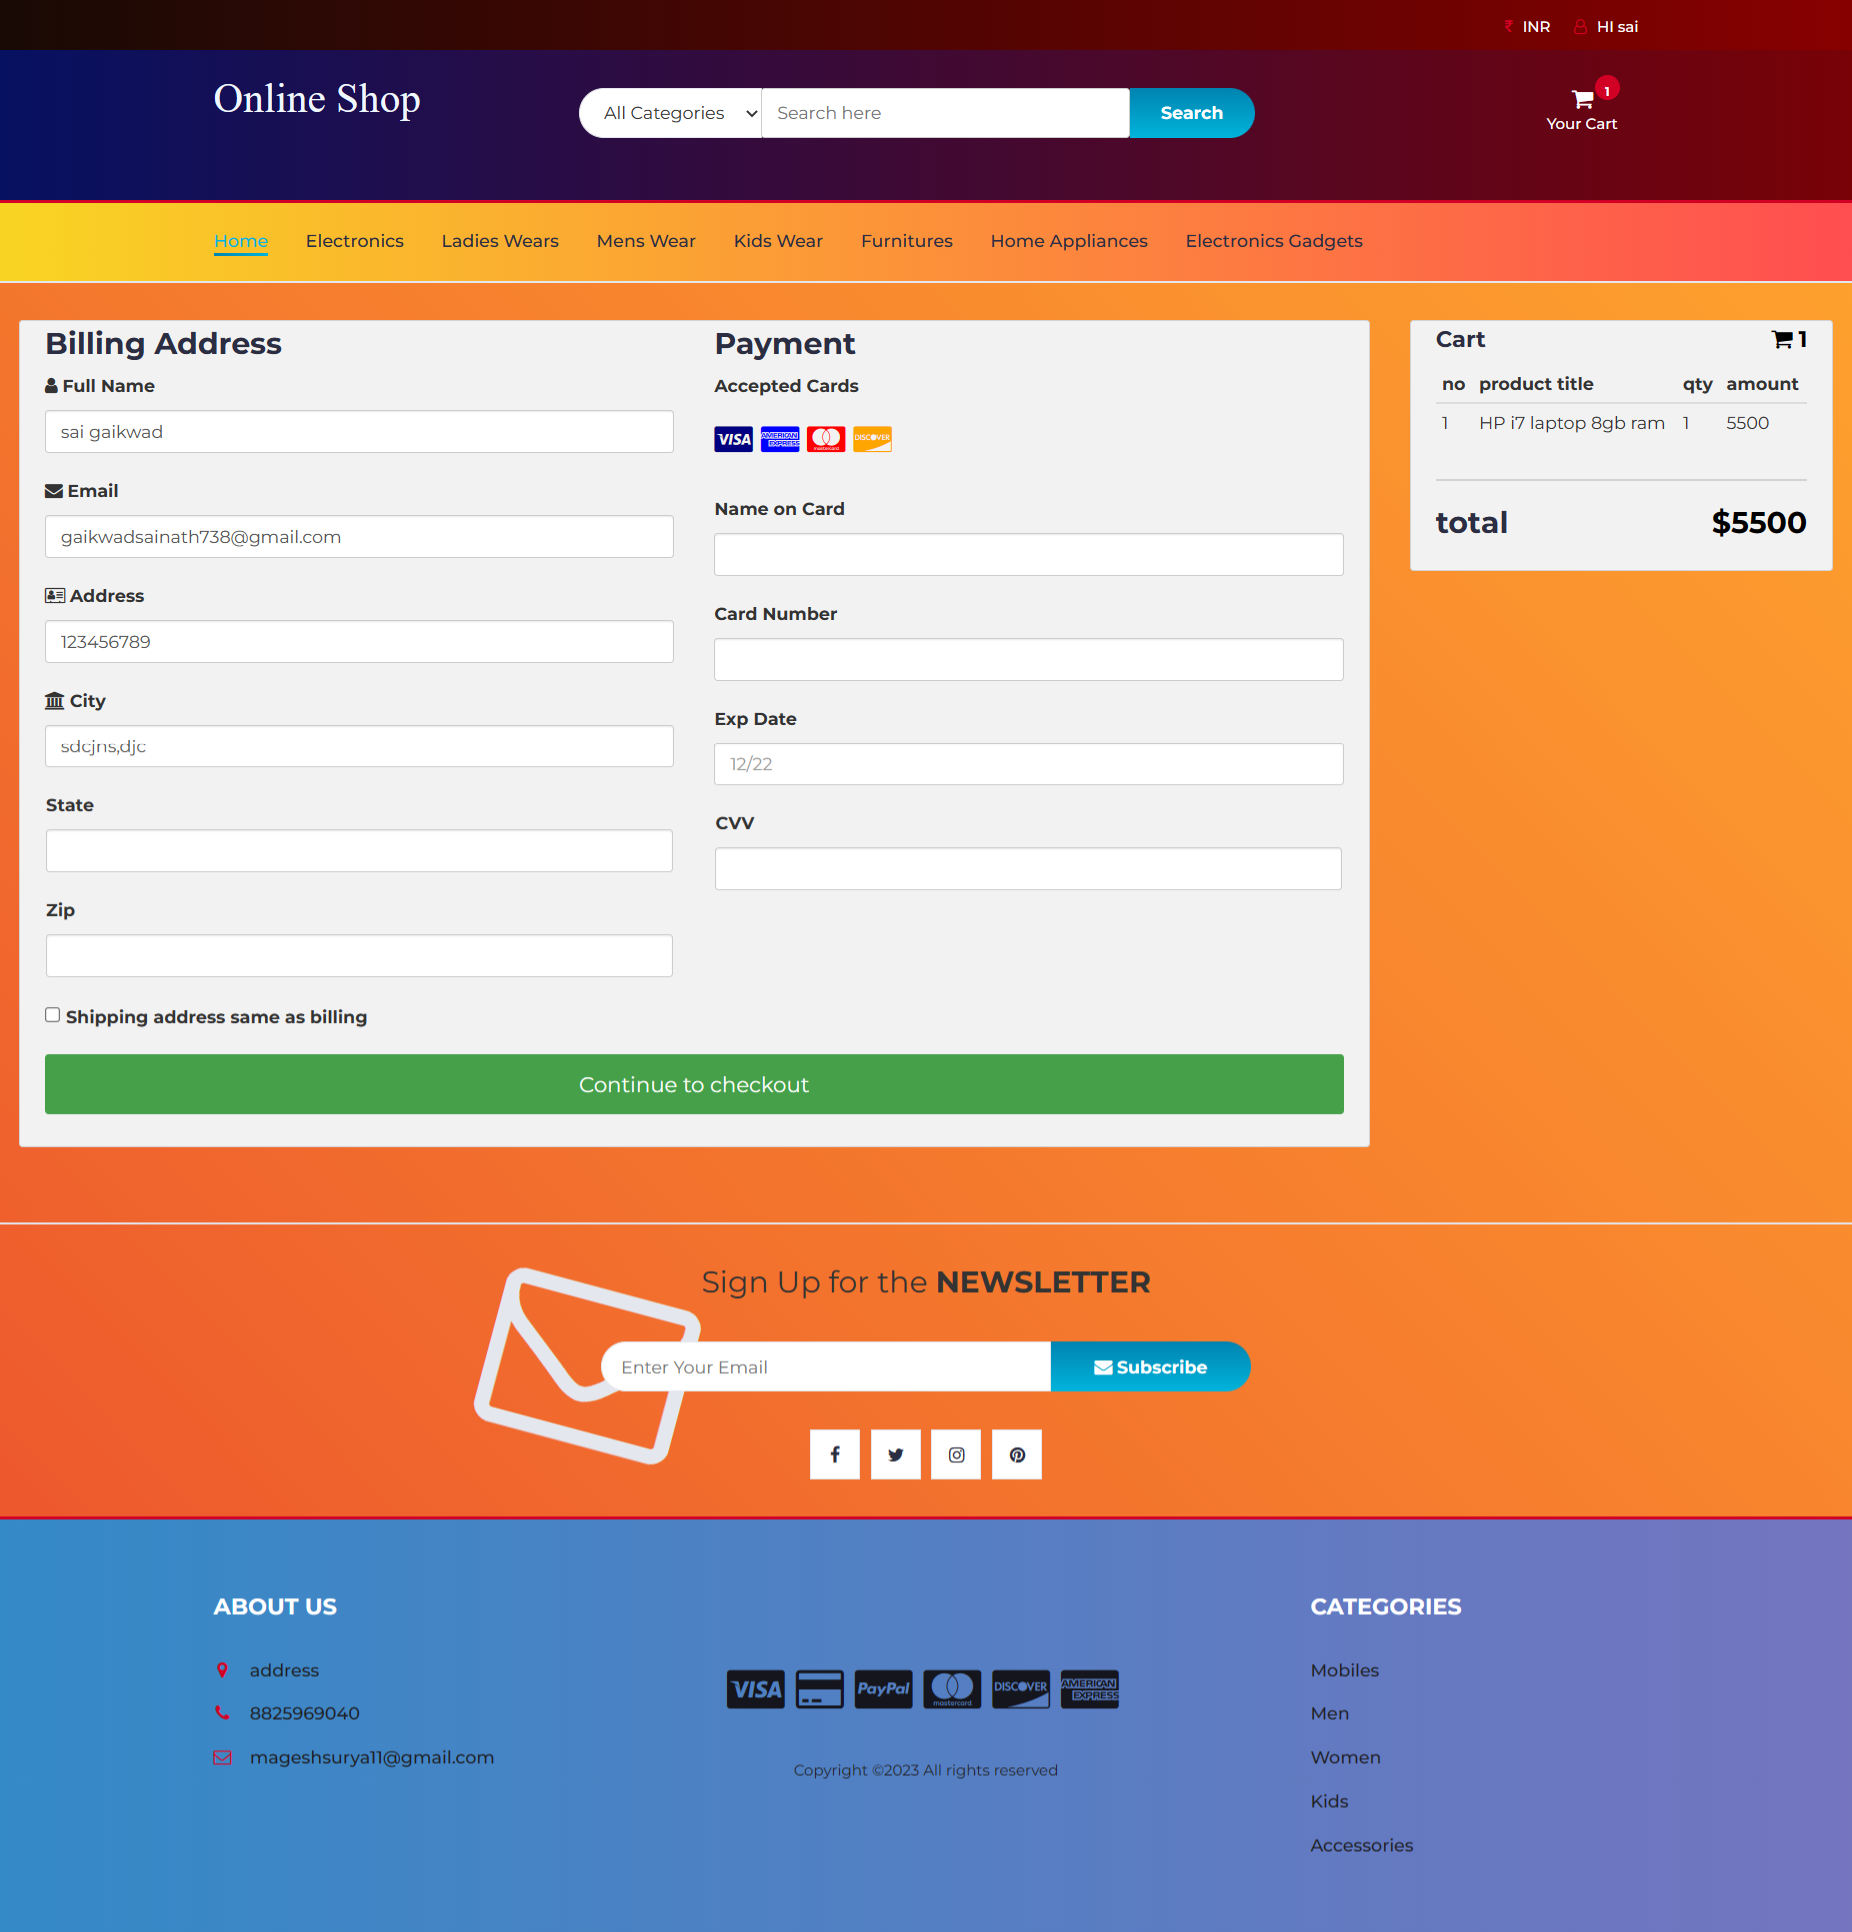 INR HI sai
Online Shop
All Categories Search here Search
1
Your Cart
Home Electronics Ladies Wears Mens Wear Kids Wear Furnitures Home Appliances Electronics Gadgets
Billing Address
Full Name
sai gaikwad
Email
gaikwadsainath738@gmail.com
Address
123456789
City
sdcjns,djc
State
Zip
Shipping address same as billing
Payment
Accepted Cards
VISA AMERICAN EXPRESS mastercard DISCOVER
Name on Card
Card Number
Exp Date
12/22
CVV
Continue to checkout
Cart 1
no product title qty amount
1 HP i7 laptop 8gb ram 1 5500
total $5500
Sign Up for the NEWSLETTER
Enter Your Email Subscribe
ABOUT US
address
8825969040
mageshsurya11@gmail.com
VISA PayPal mastercard DISCOVER AMERICAN EXPRESS
Copyright ©2023 All rights reserved
CATEGORIES
Mobiles
Men
Women
Kids
Accessories